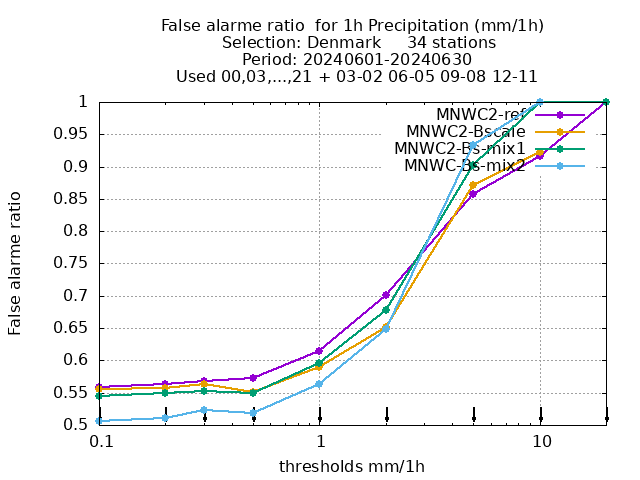 False alarme ratio  for 1h Precipitation (mm/1h)
Selection: Denmark     34 stations
Period: 20240601-20240630
Used 00,03,...,21 + 03-02 06-05 09-08 12-11
False alarme ratio
1
0.95
0.9
0.85
0.8
0.75
0.7
0.65
0.6
0.55
0.5
MNWC2-ref
MNWC2-Bscale
MNWC2-Bs-mix1
MNWC-Bs-mix2
0.1
1
10
thresholds mm/1h